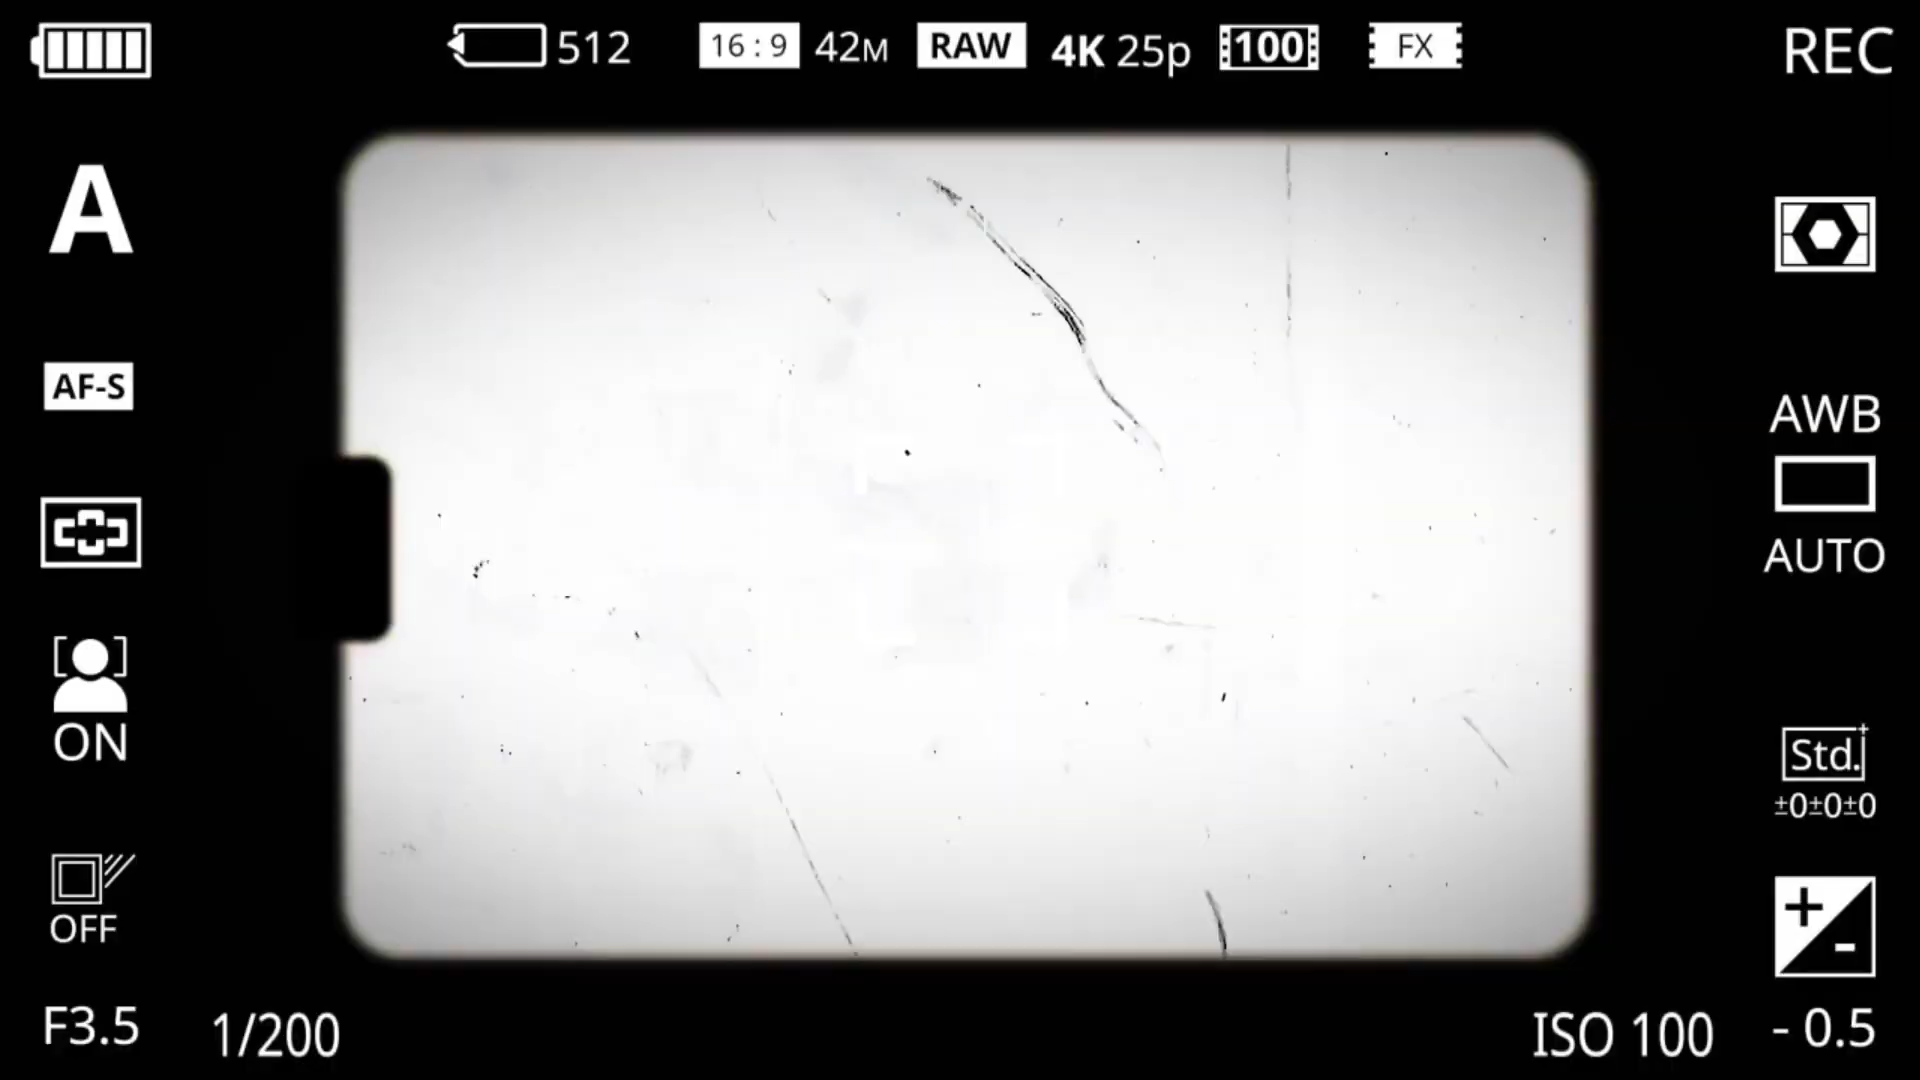 512 16:9 42M RAW 4K 25p 100 FX REC
A
AF-S
AWB
AUTO
ON
Std.+
±0±0±0
OFF
+ -
F3.5 1/200 ISO 100 - 0.5